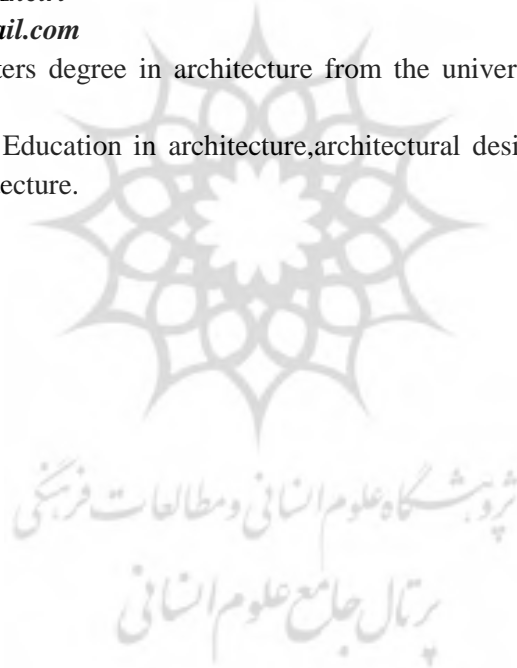 ail.com
ters degree in architecture from the univer
Education in architecture,architectural desi
ecture.
پژوهشگاه علوم انسانی و مطالعات فرهنگی
پرتال جامع علوم انسانی